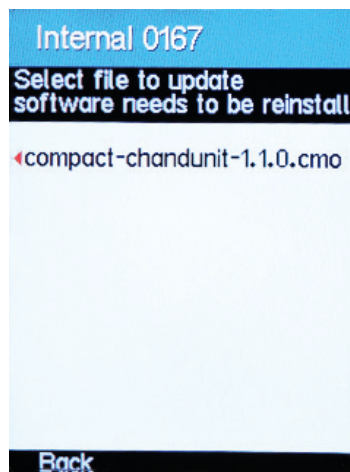 Internal 0167
Select file to update
software needs to be reinstall
compact-chandunit-1.1.0.cmo
Back